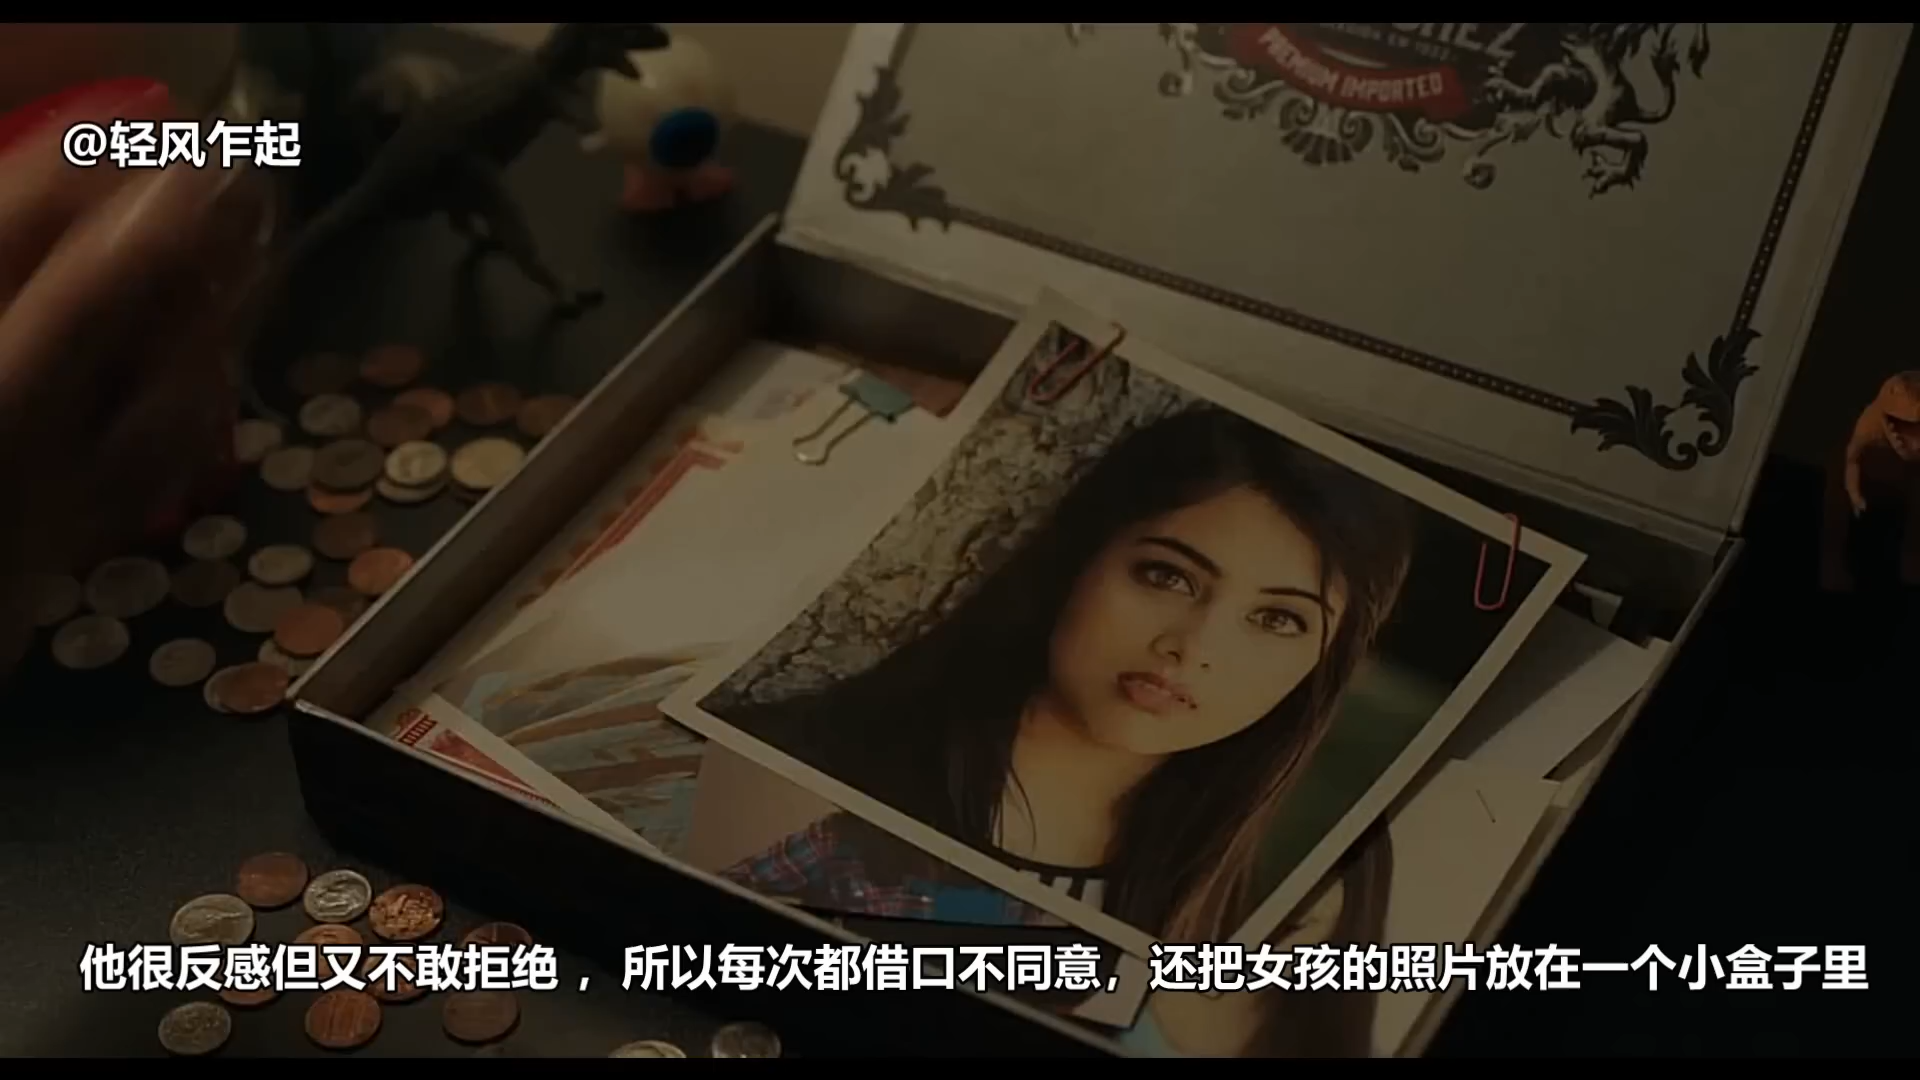 PREMIUM IMPORTED
@轻风乍起
他很反感但又不敢拒绝，所以每次都借口不同意，还把女孩的照片放在一个小盒子里